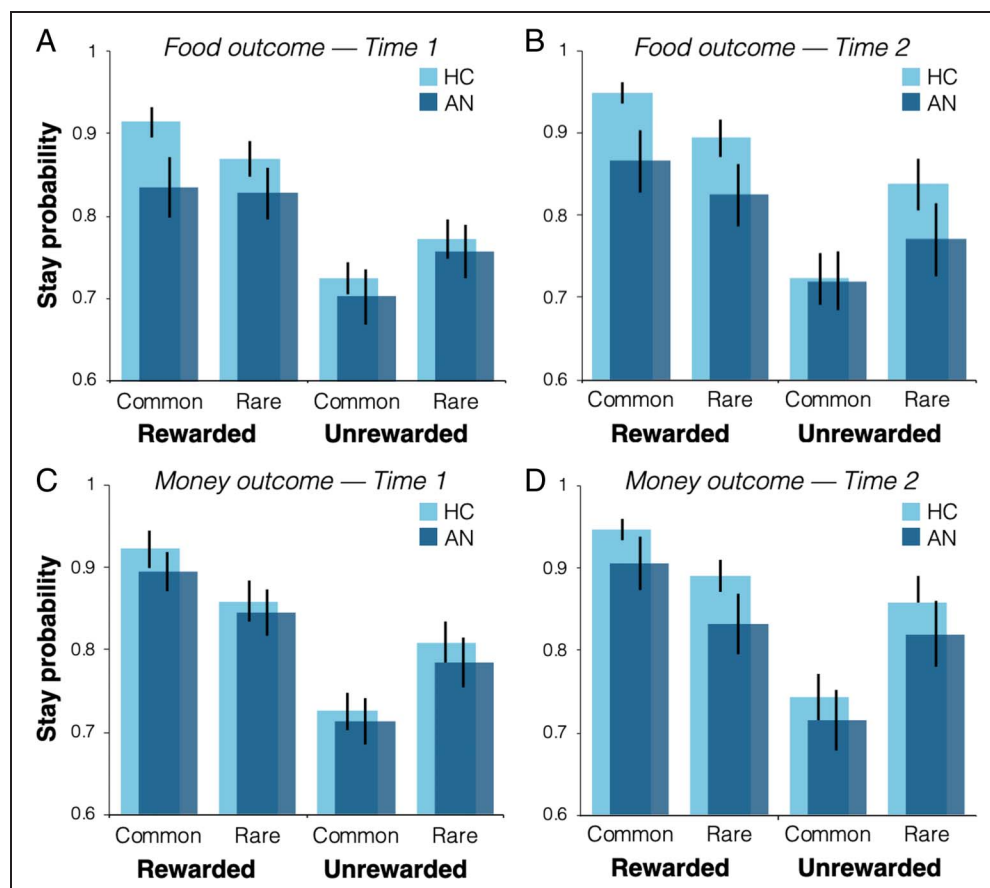 A
Food outcome — Time 1
HC
AN
1
0.9
0.8
0.7
0.6
Stay probability
Common Rare Common Rare
Rewarded Unrewarded
B
Food outcome — Time 2
HC
AN
1
0.9
0.8
0.7
0.6
Common Rare Common Rare
Rewarded Unrewarded
C
Money outcome — Time 1
HC
AN
1
0.9
0.8
0.7
0.6
Stay probability
Common Rare Common Rare
Rewarded Unrewarded
D
Money outcome — Time 2
HC
AN
1
0.9
0.8
0.7
0.6
Common Rare Common Rare
Rewarded Unrewarded